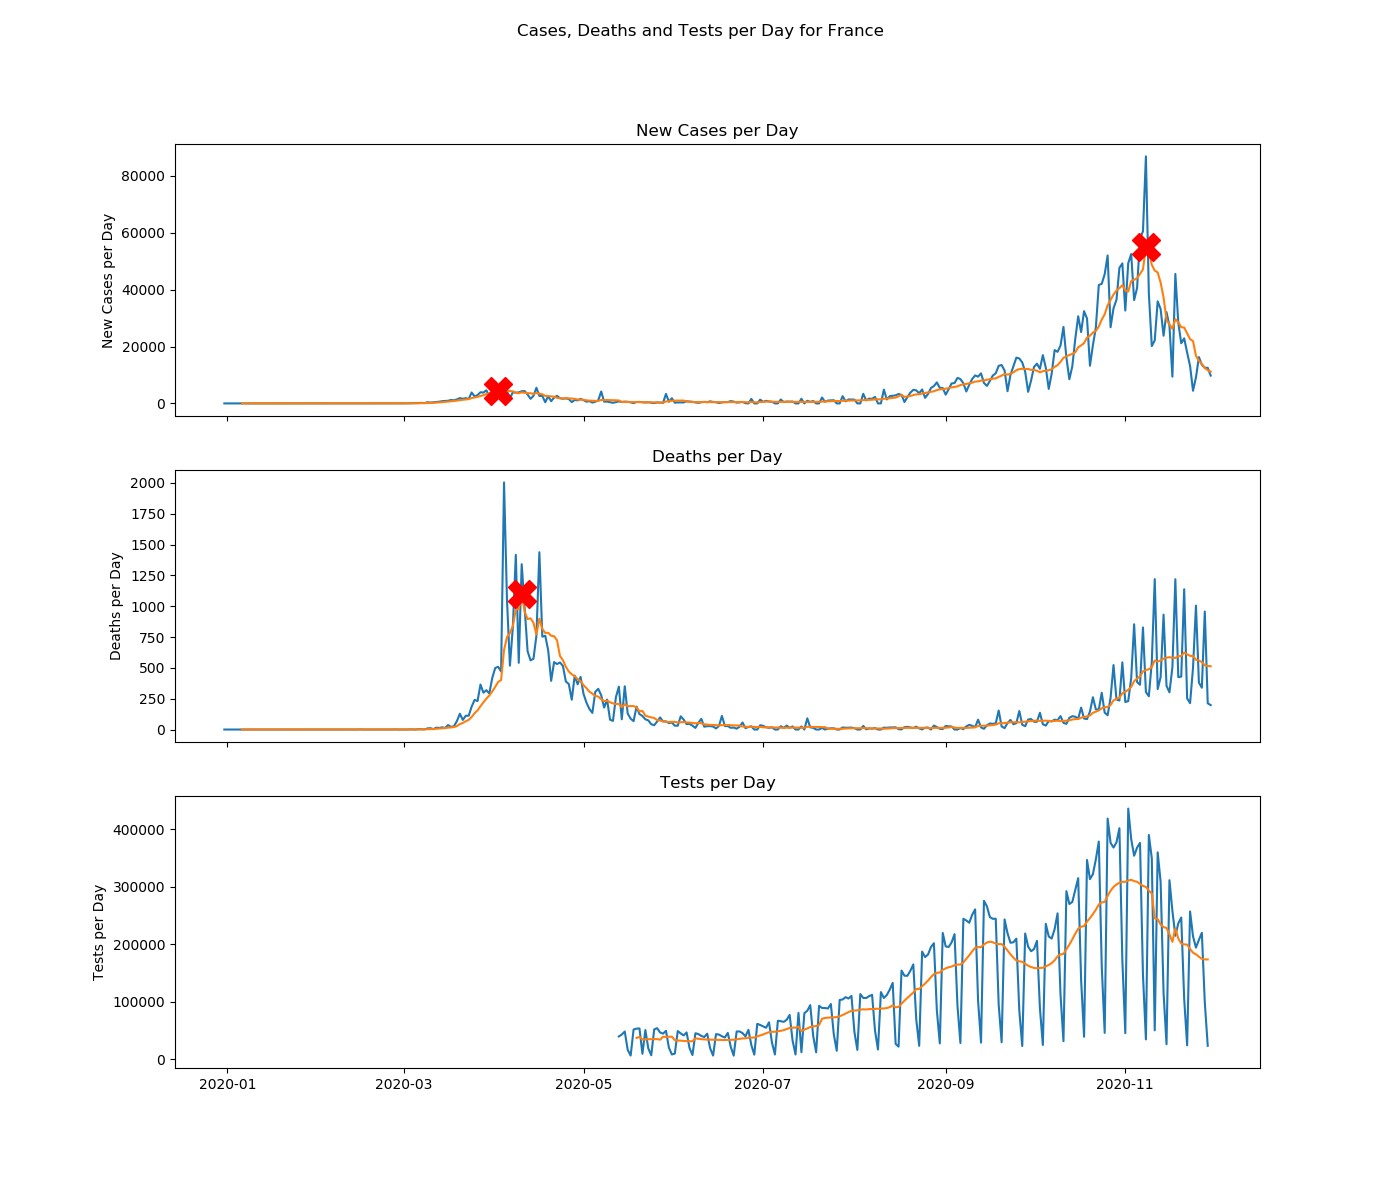 Cases, Deaths and Tests per Day for France
New Cases per Day
New Cases per Day
80000
60000
40000
20000
0
Deaths per Day
Deaths per Day
2000
1750
1500
1250
1000
750
500
250
0
Tests per Day
Tests per Day
400000
300000
200000
100000
0
2020-01 2020-03 2020-05 2020-07 2020-09 2020-11